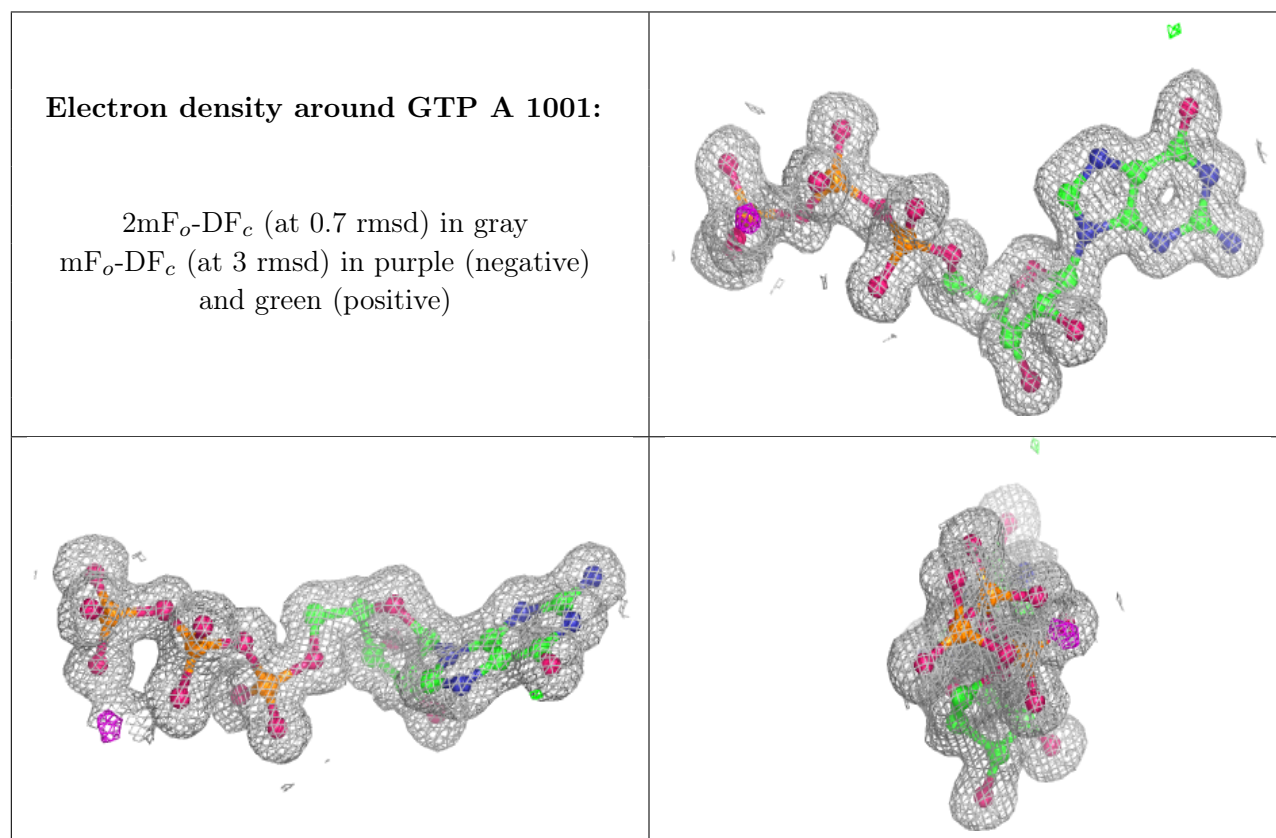 Electron density around GTP A 1001:
2mFo-DFc (at 0.7 rmsd) in gray
mFo-DFc (at 3 rmsd) in purple (negative)
and green (positive)